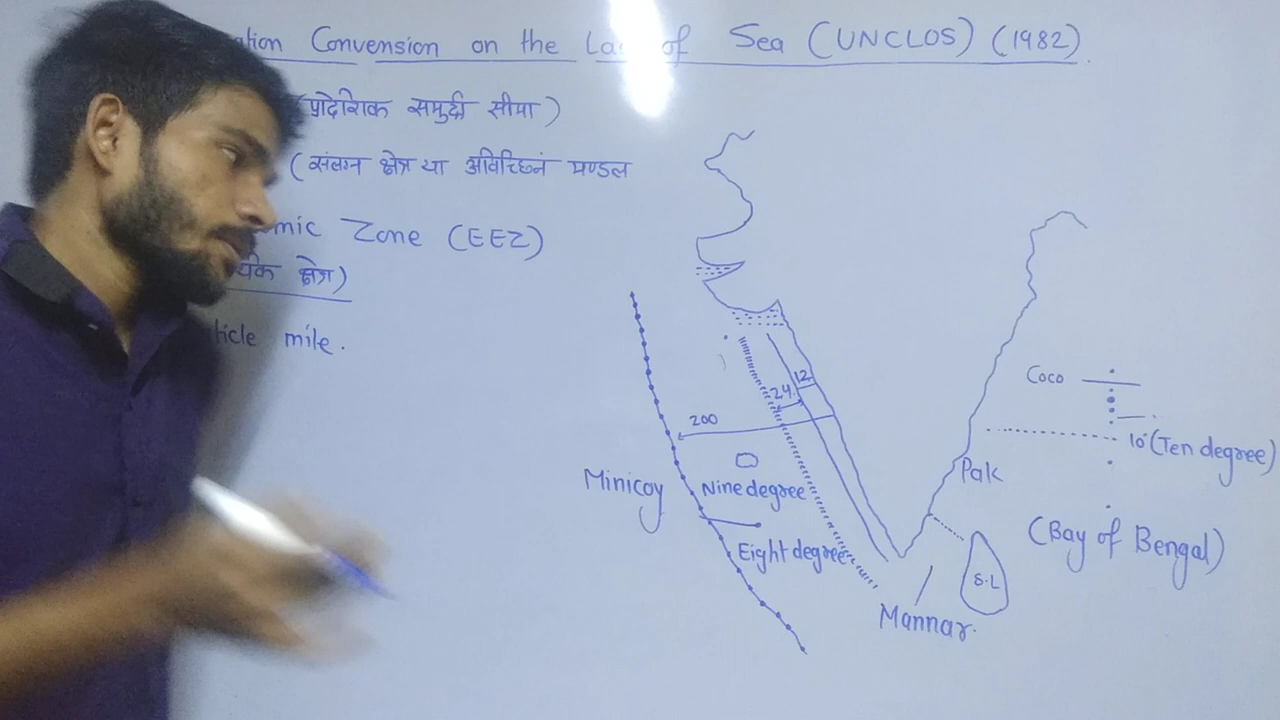 ation Convension on the Law of Sea (UNCLOS) (1982)
(प्रादेशिक समुद्री सीमा)
(संलग्न क्षेत्र या अविच्छिनं मण्डल
mic Zone (EEZ)
र्थिक क्षेत्र)
ticle mile.
12
24
200
Coco
10° (Ten degree)
Pak
Minicoy
Nine degree
(Bay of Bengal)
Eight degree
S.L
Mannar.